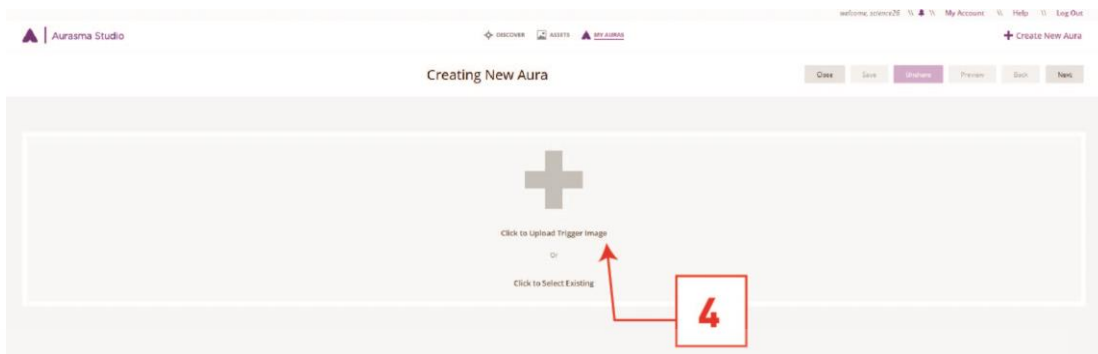 welcome, science26 \\ \\ My Account \\ Help \\ Log Out
Aurasma Studio
DISCOVER ASSETS MY AURAS
Create New Aura
Creating New Aura
Close Save Unshare Preview Back Next
Click to Upload Trigger Image
Or
Click to Select Existing
4